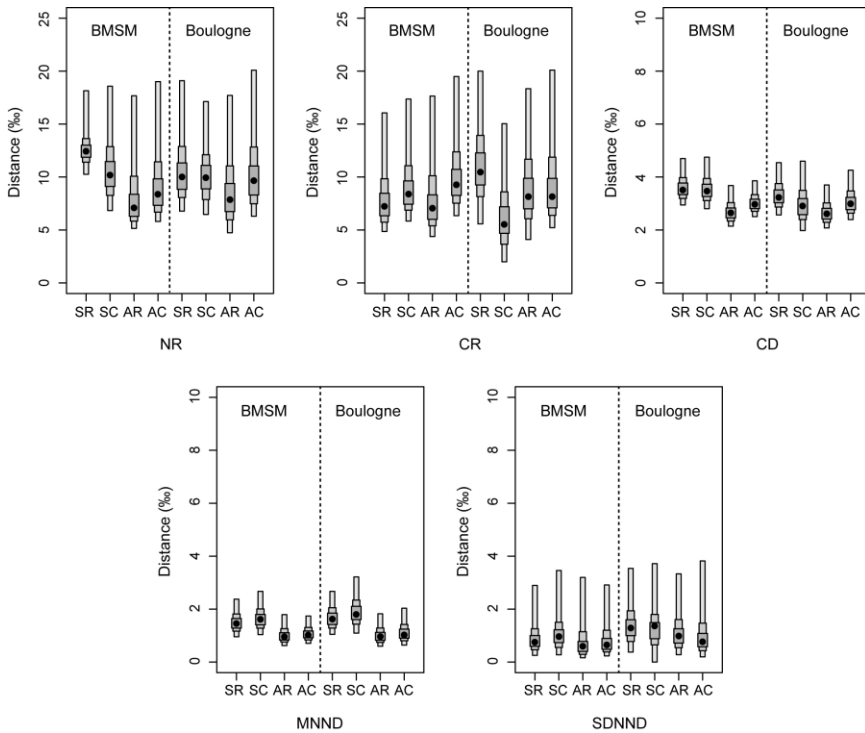 BMSM Boulogne
Distance (‰)
0 5 10 15 20 25
SR SC AR AC SR SC AR AC
NR
BMSM Boulogne
Distance (‰)
0 5 10 15 20 25
SR SC AR AC SR SC AR AC
CR
BMSM Boulogne
Distance (‰)
0 2 4 6 8 10
SR SC AR AC SR SC AR AC
CD
BMSM Boulogne
Distance (‰)
0 2 4 6 8 10
SR SC AR AC SR SC AR AC
MNND
BMSM Boulogne
Distance (‰)
0 2 4 6 8 10
SR SC AR AC SR SC AR AC
SDNND